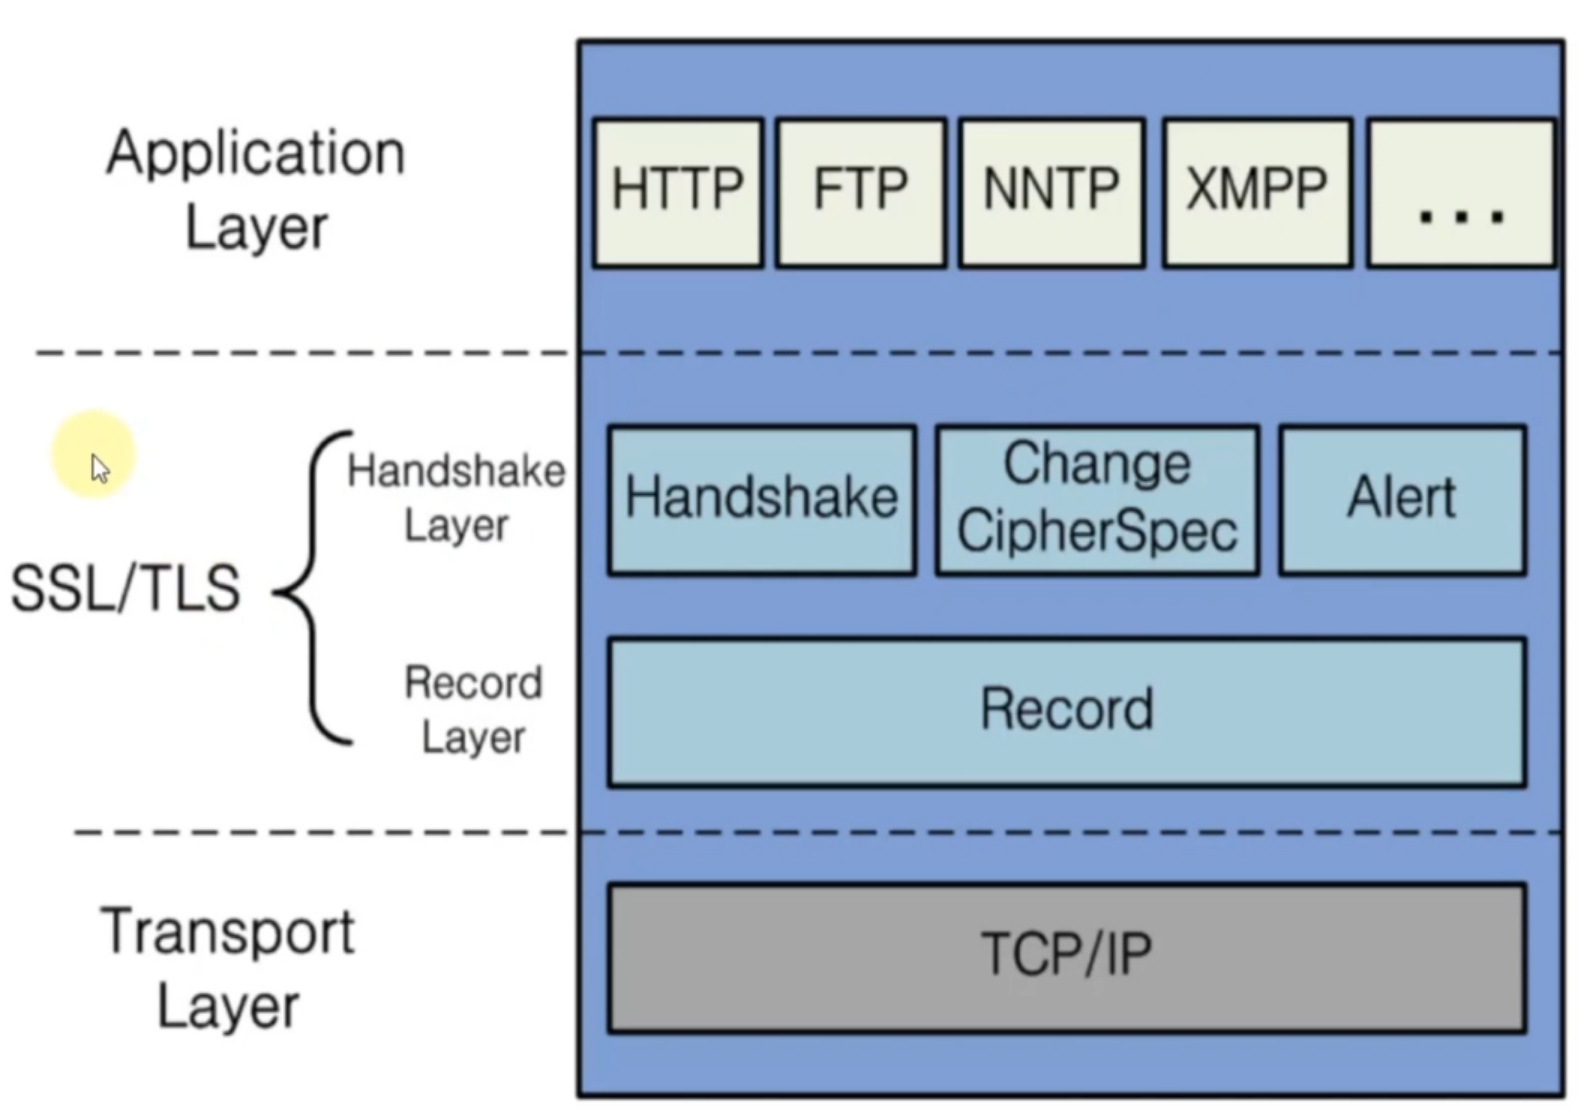 Application
Layer
HTTP
FTP
NNTP
XMPP
...
SSL/TLS
Handshake
Layer
Handshake
Change
CipherSpec
Alert
Record
Layer
Record
Transport
Layer
TCP/IP